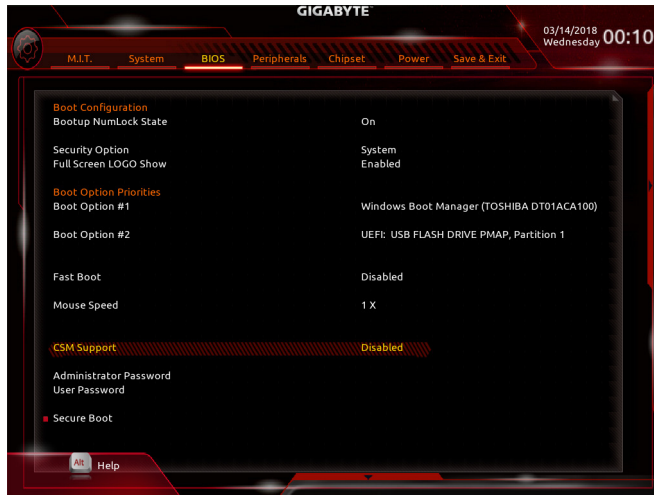 GIGABYTE™
03/14/2018
Wednesday 00:10
M.I.T. System BIOS Peripherals Chipset Power Save & Exit
Boot Configuration
Bootup NumLock State On
Security Option System
Full Screen LOGO Show Enabled
Boot Option Priorities
Boot Option #1 Windows Boot Manager (TOSHIBA DT01ACA100)
Boot Option #2 UEFI: USB FLASH DRIVE PMAP, Partition 1
Fast Boot Disabled
Mouse Speed 1 X
CSM Support Disabled
Administrator Password
User Password
Secure Boot
Alt Help